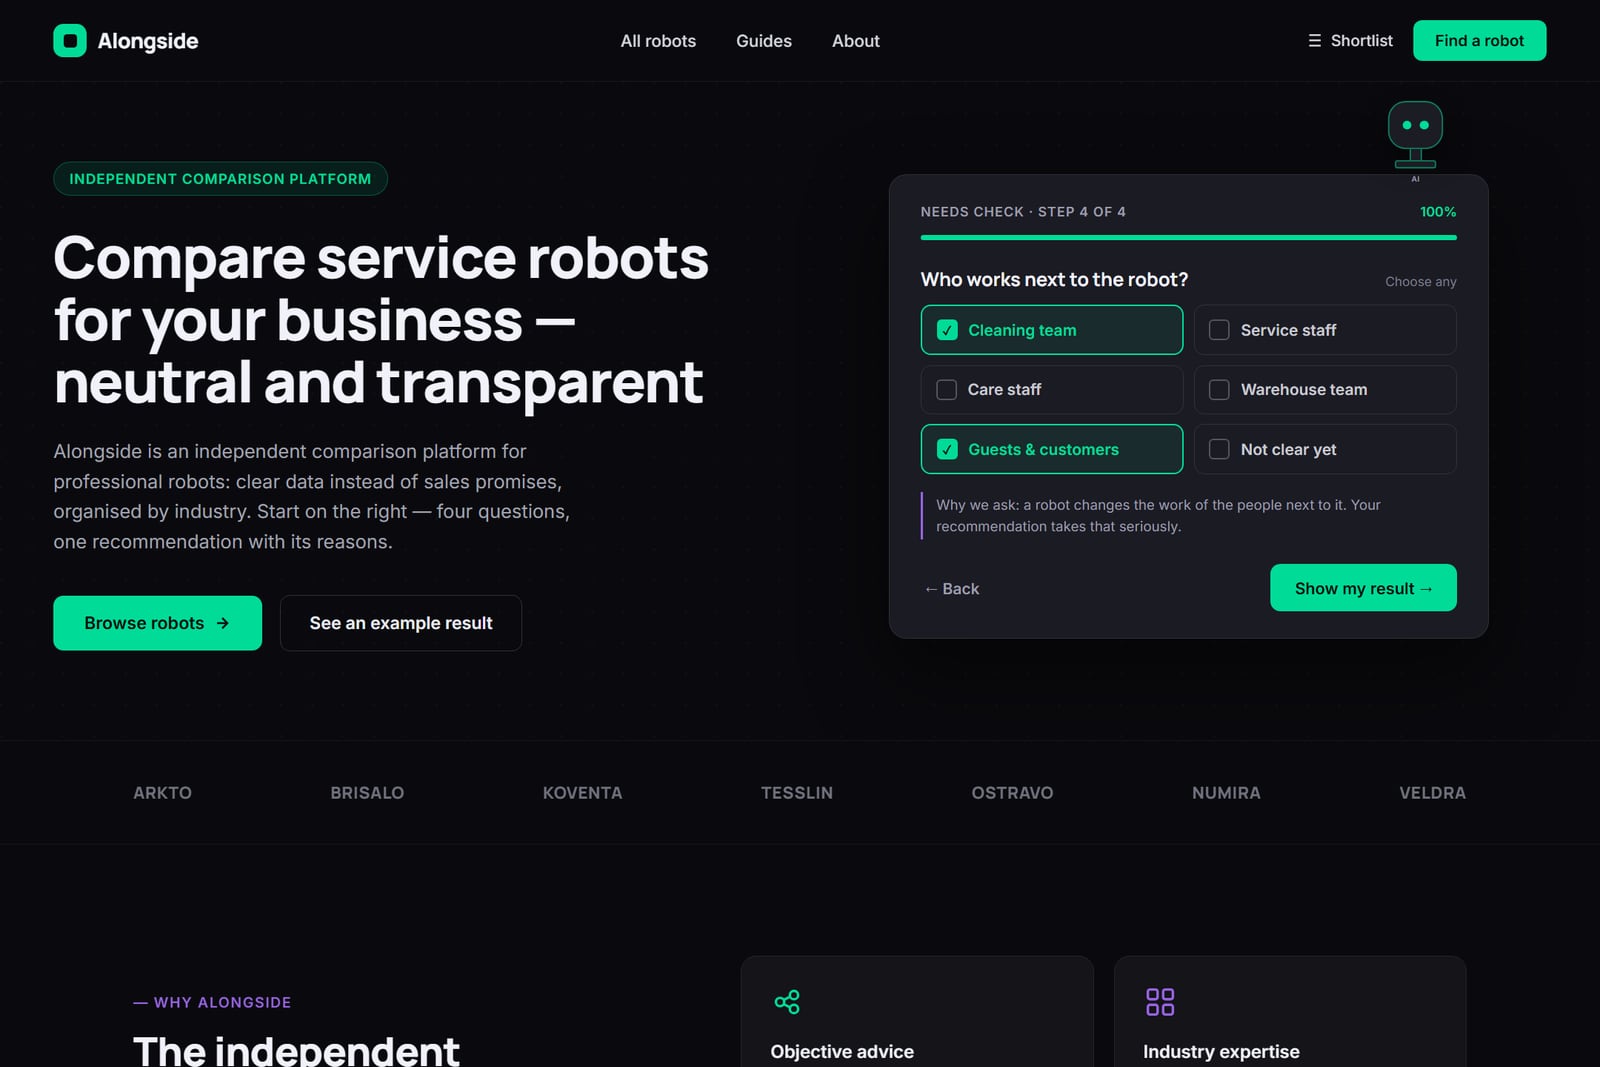 Alongside
All robots
Guides
About
☰ Shortlist
Find a robot
INDEPENDENT COMPARISON PLATFORM
Compare service robots
for your business —
neutral and transparent
Alongside is an independent comparison platform for
professional robots: clear data instead of sales promises,
organised by industry. Start on the right — four questions,
one recommendation with its reasons.
Browse robots →
See an example result
AI
NEEDS CHECK · STEP 4 OF 4
100%
Who works next to the robot?
Choose any
✓ Cleaning team
Service staff
Care staff
Warehouse team
✓ Guests & customers
Not clear yet
Why we ask: a robot changes the work of the people next to it. Your
recommendation takes that seriously.
← Back
Show my result →
ARKTO
BRISALO
KOVENTA
TESSLIN
OSTRAVO
NUMIRA
VELDRA
— WHY ALONGSIDE
The independent
Objective advice
Industry expertise